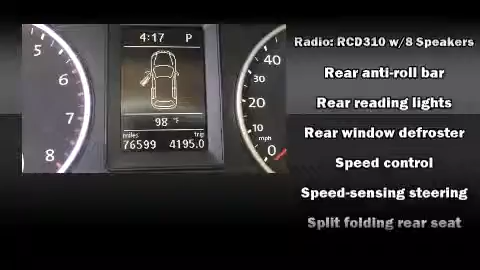 4:17 P
5
6
7
8
98 °F
miles trip
76599 4195.0
40
30
20
10
mph
0
Radio: RCD310 w/8 Speakers
Rear anti-roll bar
Rear reading lights
Rear window defroster
Speed control
Speed-sensing steering
Split folding rear seat